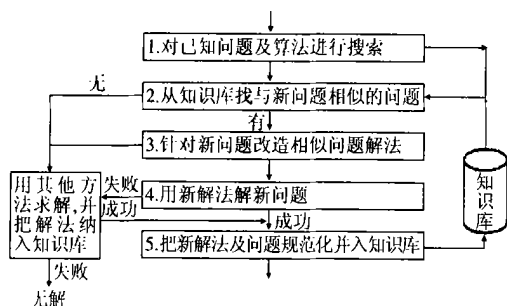 1.对已知问题及算法进行搜索
无
2.从知识库找与新问题相似的问题
有
3.针对新问题改造相似问题解法
用其他方
法求解,并
把解法纳
入知识库
失败
成功
4.用新解法解新问题
成功
5.把新解法及问题规范化并入知识库
知识库
失败
无解